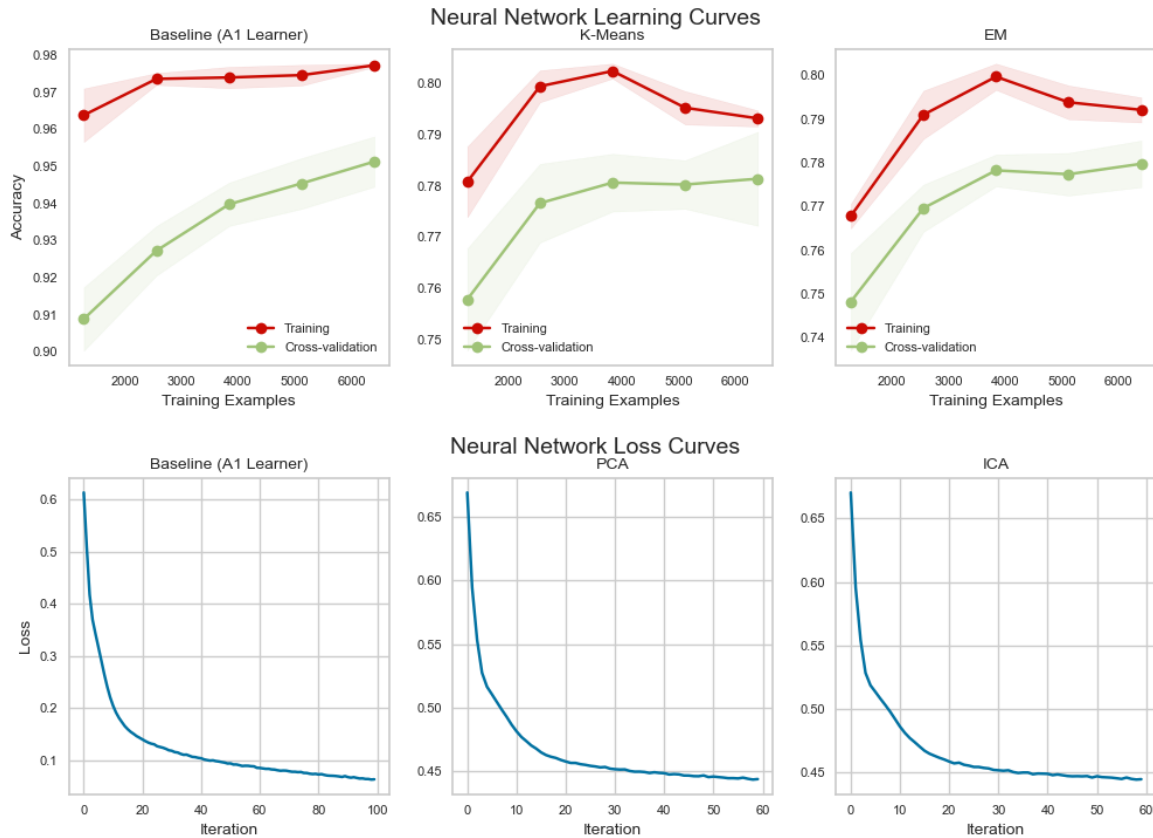 Neural Network Learning Curves
Baseline (A1 Learner)
K-Means
EM
0.98
0.97
0.96
0.95
0.94
0.93
0.92
0.91
0.90
Accuracy
Training
Cross-validation
2000 3000 4000 5000 6000
Training Examples
0.80
0.79
0.78
0.77
0.76
0.75
Training
Cross-validation
2000 3000 4000 5000 6000
Training Examples
0.80
0.79
0.78
0.77
0.76
0.75
0.74
Training
Cross-validation
2000 3000 4000 5000 6000
Training Examples
Neural Network Loss Curves
Baseline (A1 Learner)
PCA
ICA
0.6
0.5
0.4
0.3
0.2
0.1
Loss
0 20 40 60 80 100
Iteration
0.65
0.60
0.55
0.50
0.45
0 10 20 30 40 50 60
Iteration
0.65
0.60
0.55
0.50
0.45
0 10 20 30 40 50 60
Iteration